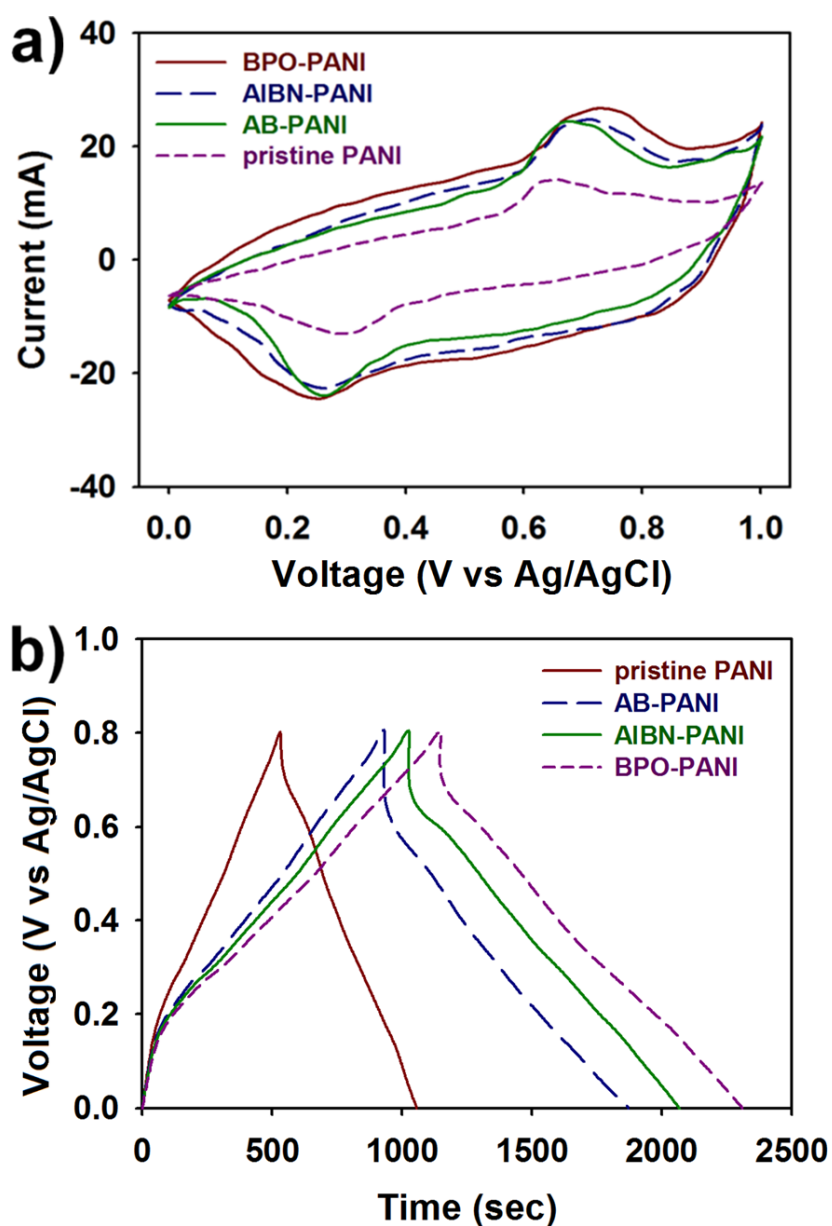 a)
40
20
0
-20
-40
Current (mA)
BPO-PANI
AIBN-PANI
AB-PANI
pristine PANI
0.0 0.2 0.4 0.6 0.8 1.0
Voltage (V vs Ag/AgCl)
b)
1.0
0.8
0.6
0.4
0.2
0.0
Voltage (V vs Ag/AgCl)
pristine PANI
AB-PANI
AIBN-PANI
BPO-PANI
0 500 1000 1500 2000 2500
Time (sec)